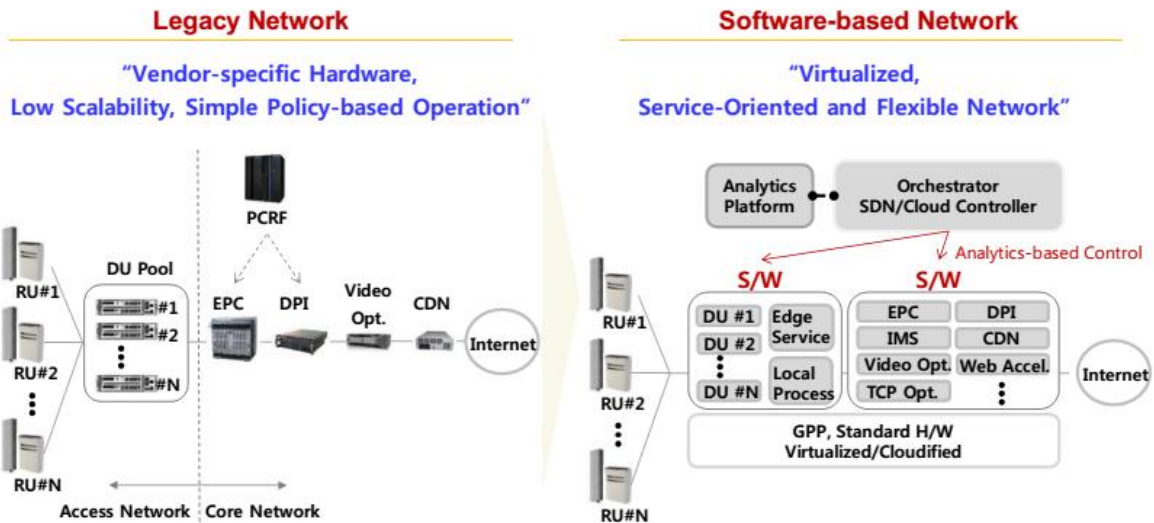 Legacy Network
"Vendor-specific Hardware,
Low Scalability, Simple Policy-based Operation"
PCRF
DU Pool
RU#1
RU#2
RU#N
#1
#2
#N
EPC
DPI
Video
Opt.
CDN
Internet
Access Network
Core Network
Software-based Network
"Virtualized,
Service-Oriented and Flexible Network"
Analytics
Platform
Orchestrator
SDN/Cloud Controller
Analytics-based Control
S/W
S/W
RU#1
RU#2
RU#N
DU #1
DU #2
DU #N
Edge
Service
Local
Process
EPC
DPI
IMS
CDN
Video Opt.
Web Accel.
TCP Opt.
Internet
GPP, Standard H/W
Virtualized/Cloudified